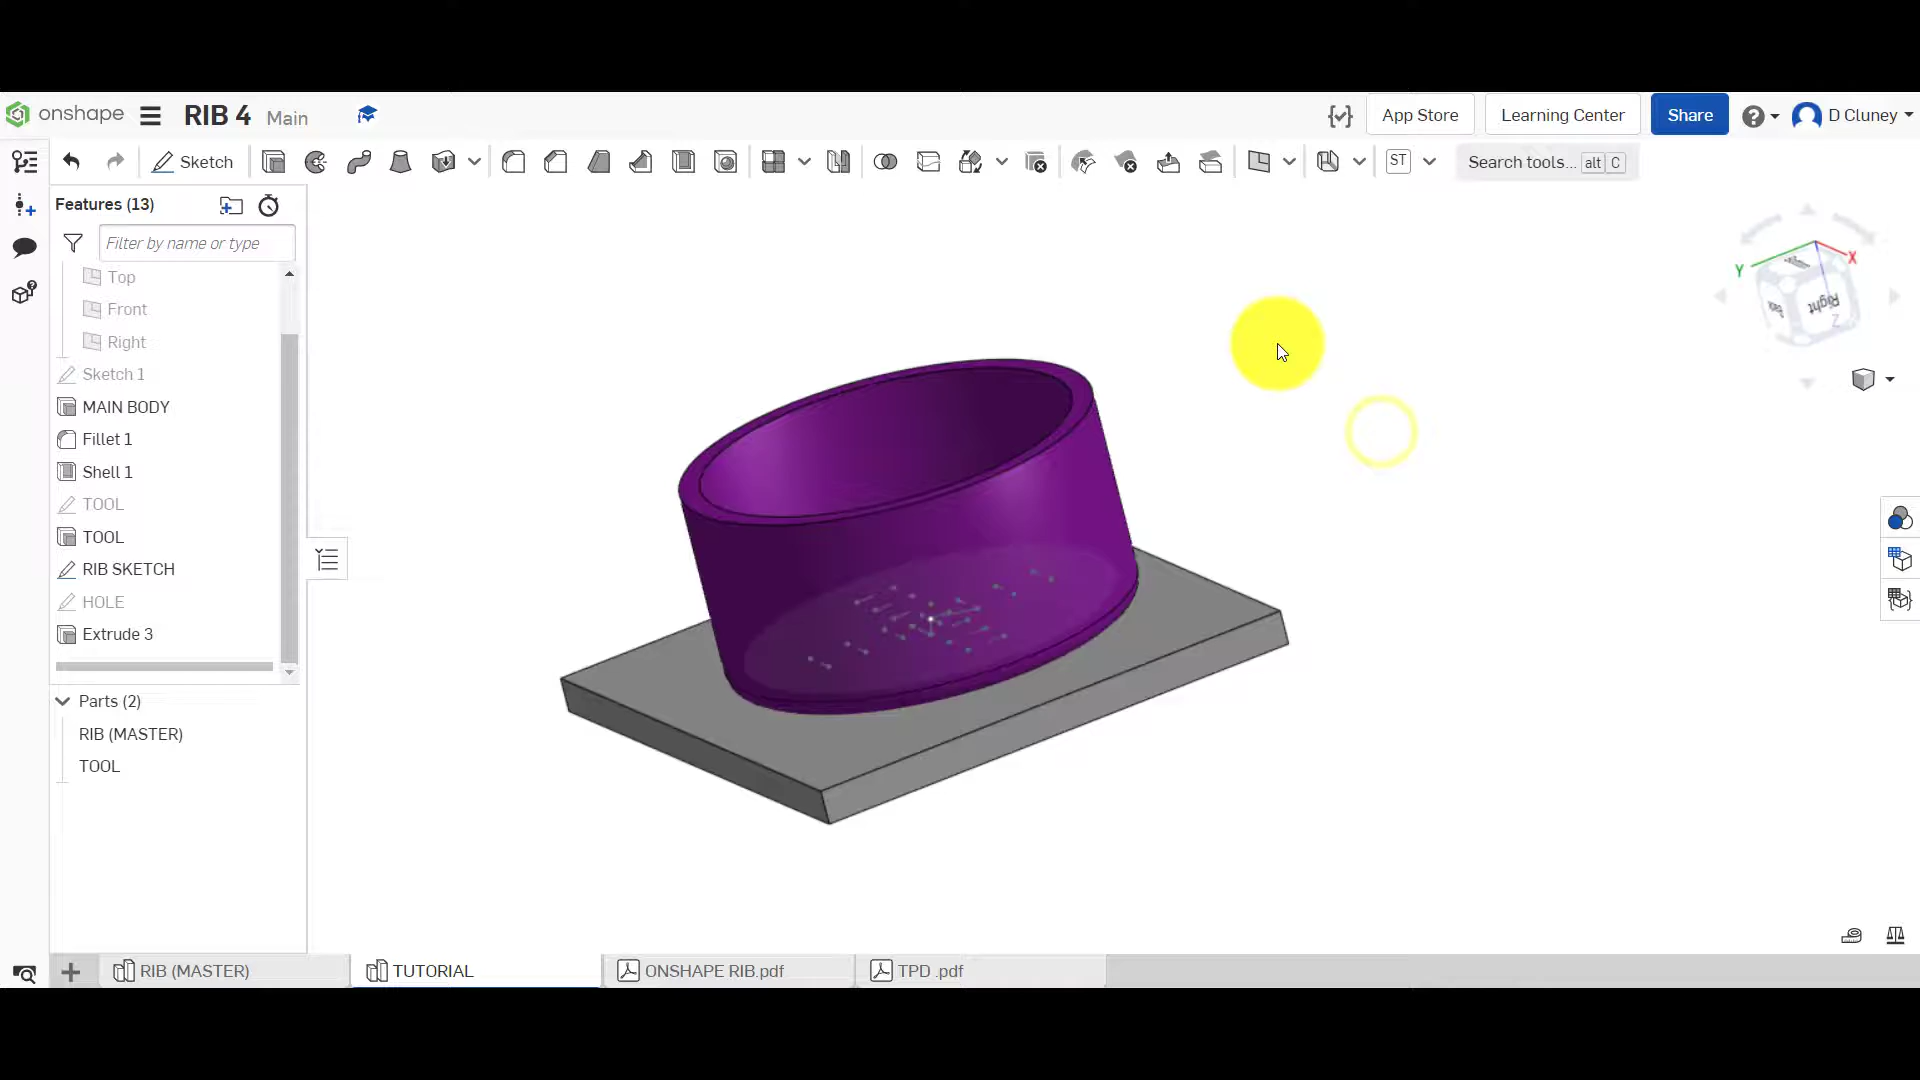 onshape RIB 4 Main App Store Learning Center Share D Cluney
Sketch ST Search tools... alt C
Features (13)
Filter by name or type
Top
Front
Right
Sketch 1
MAIN BODY
Fillet 1
Shell 1
TOOL
TOOL
RIB SKETCH
HOLE
Extrude 3
Parts (2)
RIB (MASTER)
TOOL
Y X
Right
Z
RIB (MASTER) TUTORIAL ONSHAPE RIB.pdf TPD .pdf